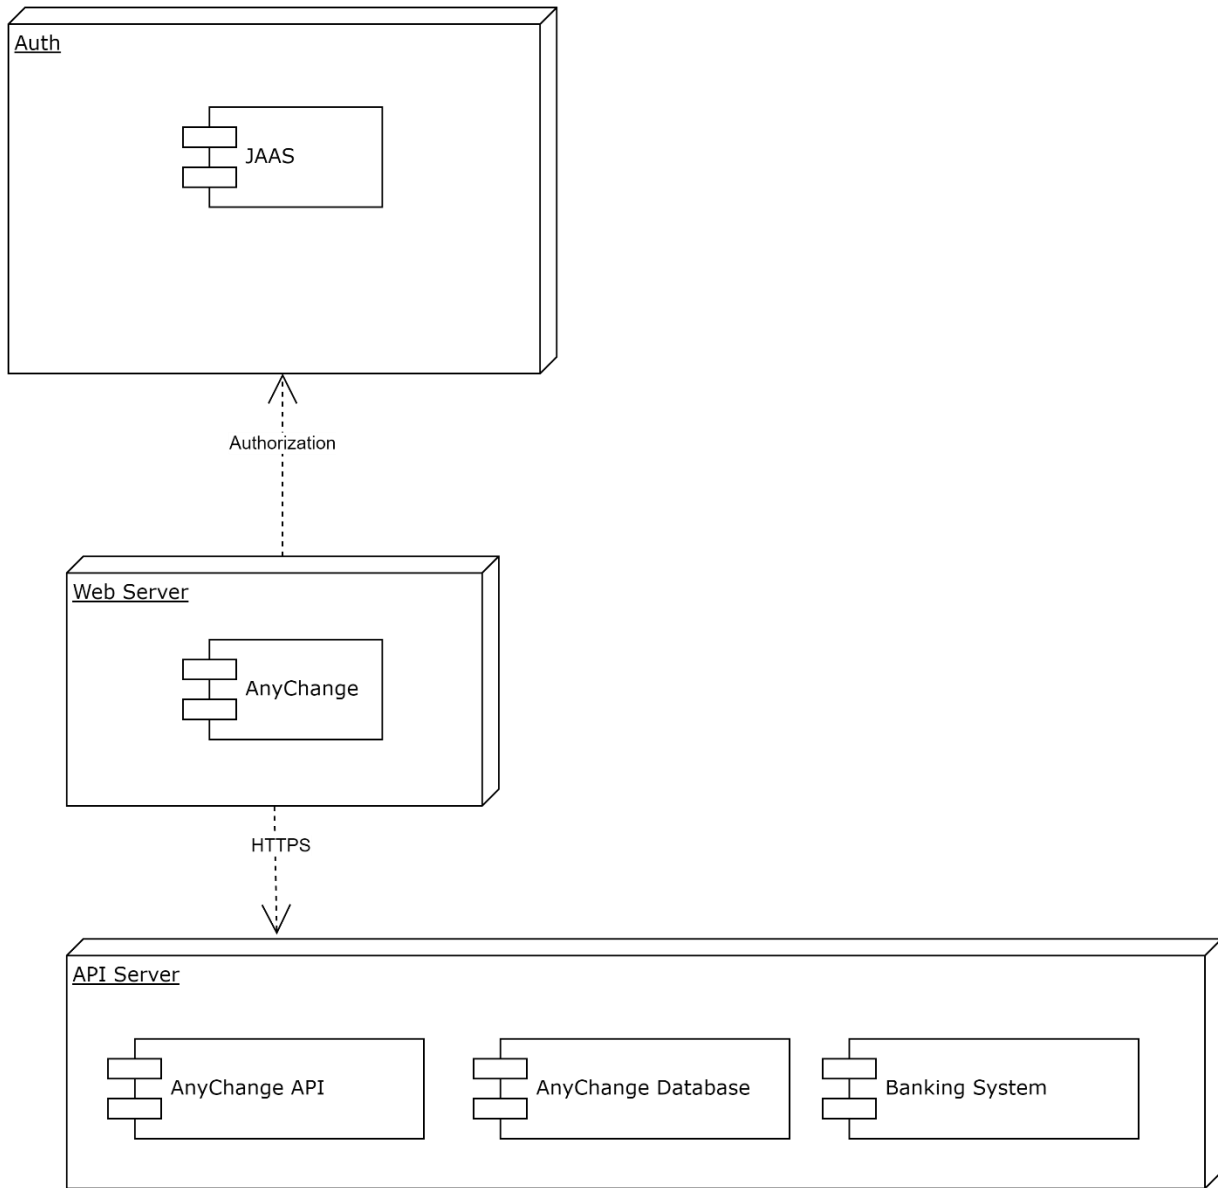 Auth
JAAS
Authorization
Web Server
AnyChange
HTTPS
API Server
AnyChange API
AnyChange Database
Banking System